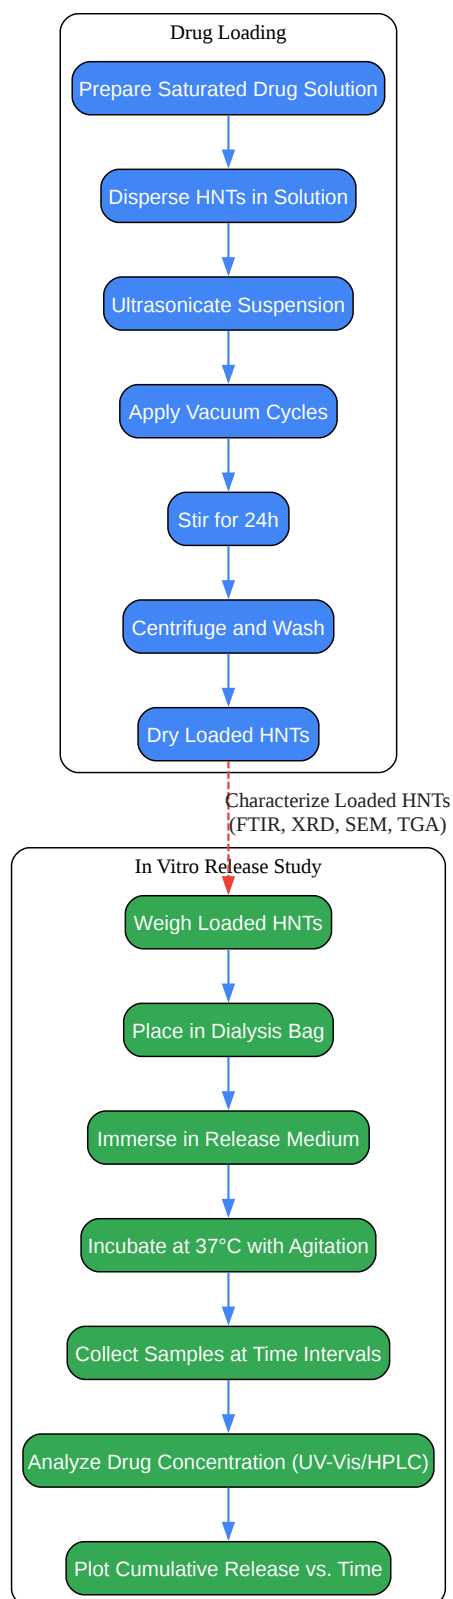 Drug Loading
Prepare Saturated Drug Solution
Disperse HNTs in Solution
Ultrasonicate Suspension
Apply Vacuum Cycles
Stir for 24h
Centrifuge and Wash
Dry Loaded HNTs
Characterize Loaded HNTs
(FTIR, XRD, SEM, TGA)
In Vitro Release Study
Weigh Loaded HNTs
Place in Dialysis Bag
Immerse in Release Medium
Incubate at 37°C with Agitation
Collect Samples at Time Intervals
Analyze Drug Concentration (UV-Vis/HPLC)
Plot Cumulative Release vs. Time